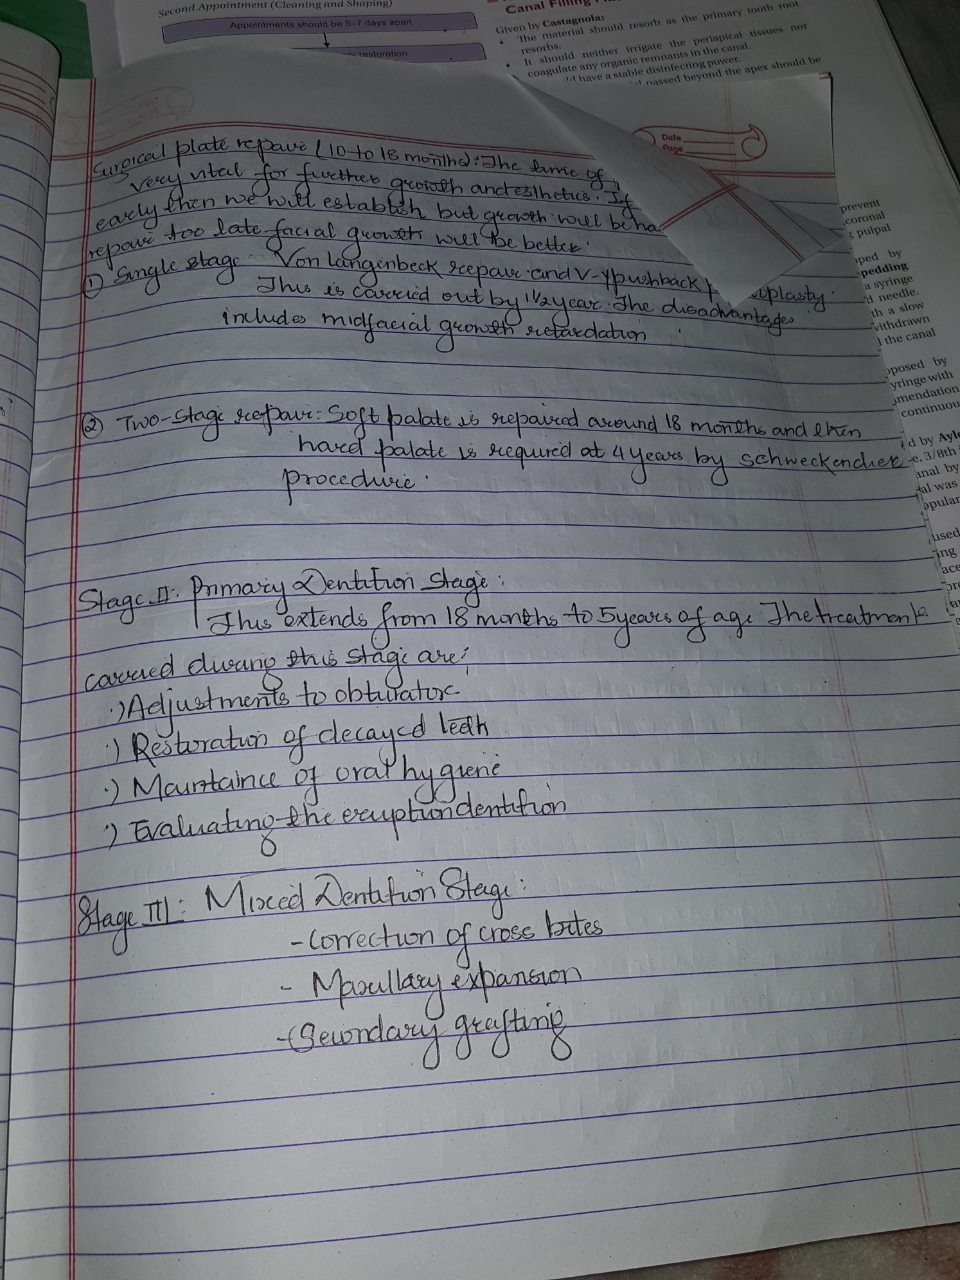 Second Appointment (Cleaning and Shaping)
Appointments should be 5–7 days apart
restoration
Canal Filling
Given by Castagnola:
• The material should resorb as the primary tooth root
resorbs.
• It should neither irrigate the periapical tissues nor
coagulate any organic remnants in the canal.
have a stable disinfecting power.
passed beyond the apex should be
Date
Page
Surgical plate repair (10 to 18 months): The time of
very vital for further growth and esthetics. If
early then we will establish but growth will be ha
repair too late facial growth will be better.
① Single stage. Von Langenbeck repair and V-Y pushback p oplasty.
This is carried out by 1 1/2 year. The disadvantages
includes midfacial growth retardation
② Two-Stage repair: Soft palate is repaired around 18 months and then
hard palate is required at 4 years by schweckendiek
procedure.
Stage II: Primary Dentition Stage:
This extends from 18 months to 5 years of age The treatment
carried during this stage are:
·) Adjustments to obturator
·) Restoration of decayed teeth
·) Maintaince of oral hygiene
·) Evaluating the eruption dentition
Stage III: Mixed Dentition Stage:
- Correction of cross bites
- Maxillary expansion
- Secondary grafting
prevent
coronal
pulpal
ped by
pedding
a syringe
d needle.
th a slow
withdrawn
the canal
posed by
yringe with
mendation
continuou
d by Ayl
e, 3/8th
anal by
al was
opular
used
ing
ace